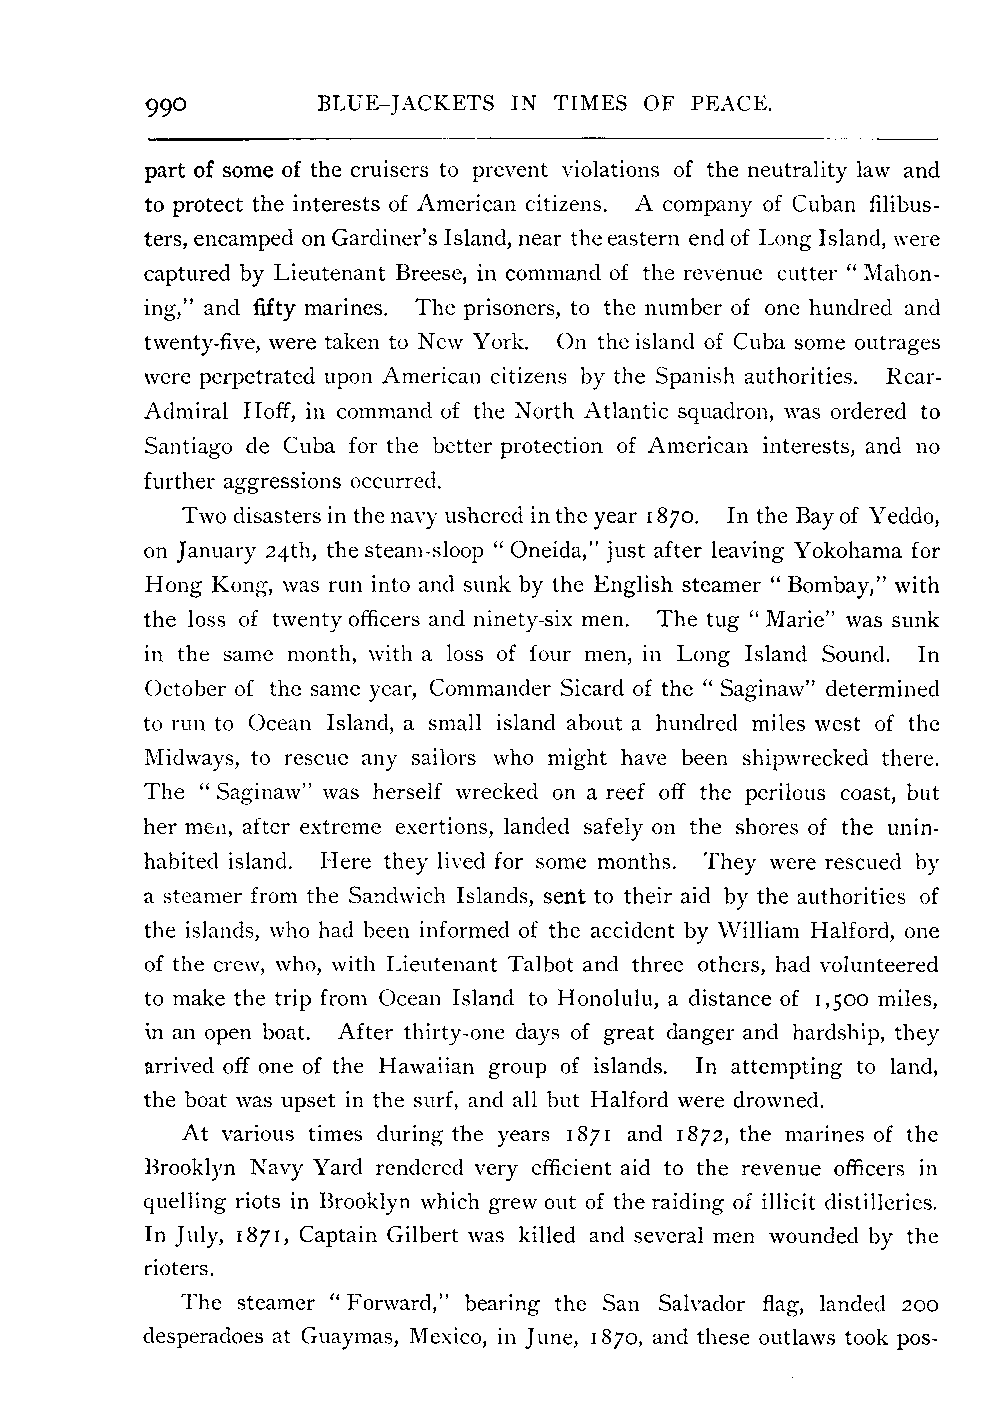 990 BLUE–JACKETS IN TIMES OF PEACE.
part of some of the cruisers to prevent violations of the neutrality law and
to protect the interests of American citizens. A company of Cuban filibus-
ters, encamped on Gardiner's Island, near the eastern end of Long Island, were
captured by Lieutenant Breese, in command of the revenue cutter “Mahon-
ing,” and fifty marines. The prisoners, to the number of one hundred and
twenty-five, were taken to New York. On the island of Cuba some outrages
were perpetrated upon American citizens by the Spanish authorities. Rear-
Admiral Hoff, in command of the North Atlantic squadron, was ordered to
Santiago de Cuba for the better protection of American interests, and no
further aggressions occurred.
Two disasters in the navy ushered in the year 1870. In the Bay of Yeddo,
on January 24th, the steam-sloop “Oneida,” just after leaving Yokohama for
Hong Kong, was run into and sunk by the English steamer “Bombay,” with
the loss of twenty officers and ninety-six men. The tug “Marie” was sunk
in the same month, with a loss of four men, in Long Island Sound. In
October of the same year, Commander Sicard of the “Saginaw” determined
to run to Ocean Island, a small island about a hundred miles west of the
Midways, to rescue any sailors who might have been shipwrecked there.
The “Saginaw” was herself wrecked on a reef off the perilous coast, but
her men, after extreme exertions, landed safely on the shores of the unin-
habited island. Here they lived for some months. They were rescued by
a steamer from the Sandwich Islands, sent to their aid by the authorities of
the islands, who had been informed of the accident by William Halford, one
of the crew, who, with Lieutenant Talbot and three others, had volunteered
to make the trip from Ocean Island to Honolulu, a distance of 1,500 miles,
in an open boat. After thirty-one days of great danger and hardship, they
arrived off one of the Hawaiian group of islands. In attempting to land,
the boat was upset in the surf, and all but Halford were drowned.
At various times during the years 1871 and 1872, the marines of the
Brooklyn Navy Yard rendered very efficient aid to the revenue officers in
quelling riots in Brooklyn which grew out of the raiding of illicit distilleries.
In July, 1871, Captain Gilbert was killed and several men wounded by the
rioters.
The steamer “Forward,” bearing the San Salvador flag, landed 200
desperadoes at Guaymas, Mexico, in June, 1870, and these outlaws took pos-